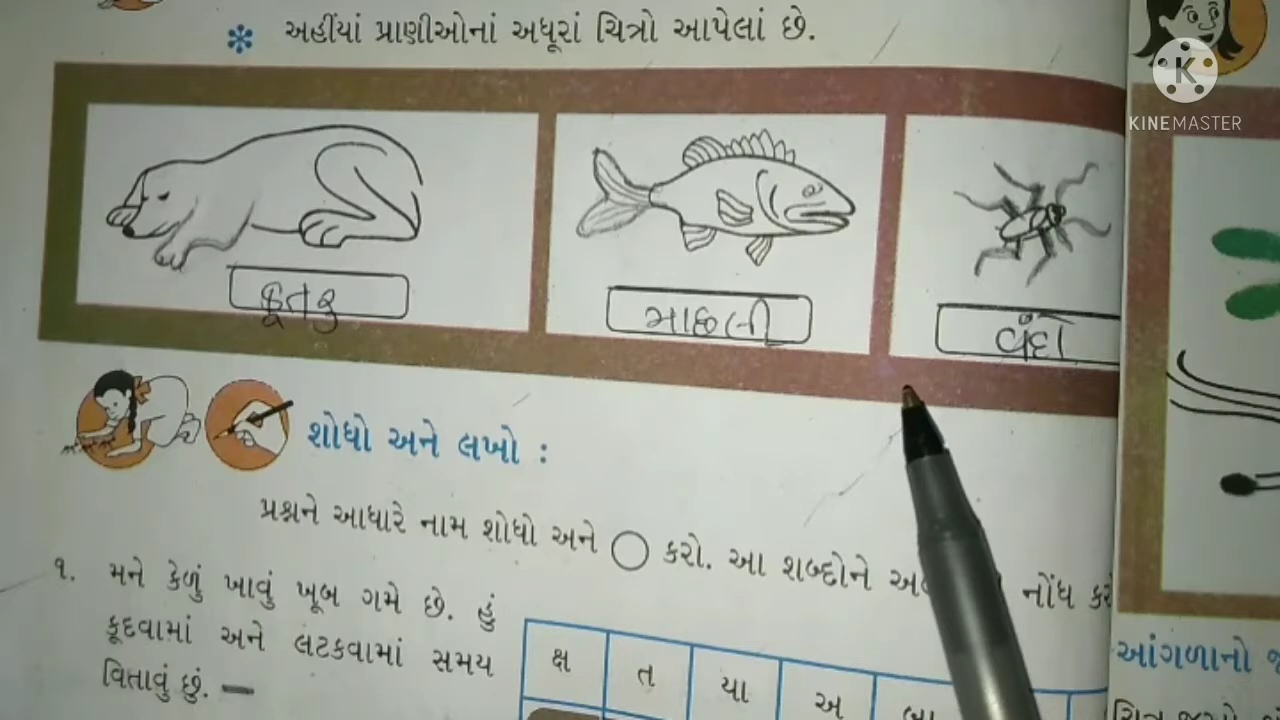 અહીંયાં પ્રાણીઓનાં અધૂરાં ચિત્રો આપેલાં છે.
KINEMASTER
કૂતરુ
માછલી
વંદો
શોધો અને લખો :
પ્રશ્નને આધારે નામ શોધો અને કરો. આ શબ્દોને નોંધ
૧. મને કેળું ખાવું ખૂબ ગમે છે. હું
કૂદવામાં અને લટકવામાં સમય
વિતાવું છું.
ક્ષ ત યા અ
આંગળાનો